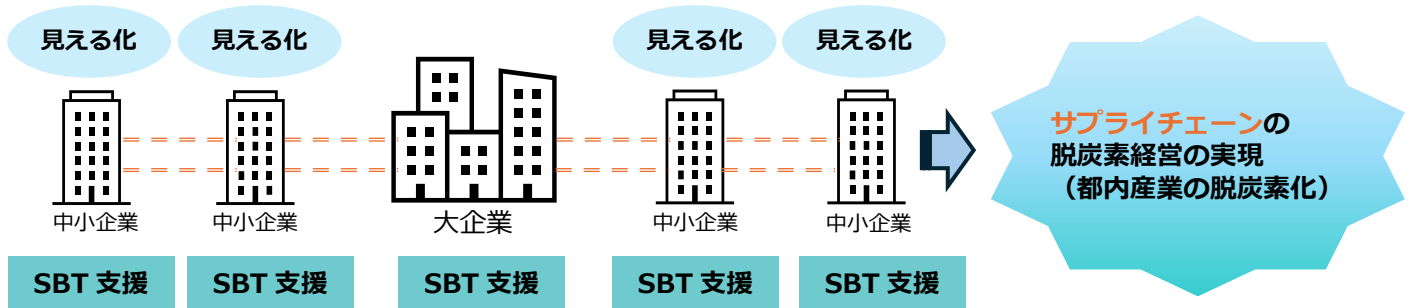 見える化
見える化
見える化
見える化
中小企業
中小企業
大企業
中小企業
中小企業
SBT 支援
SBT 支援
SBT 支援
SBT 支援
SBT 支援
サプライチェーンの
脱炭素経営の実現
（都内産業の脱炭素化）